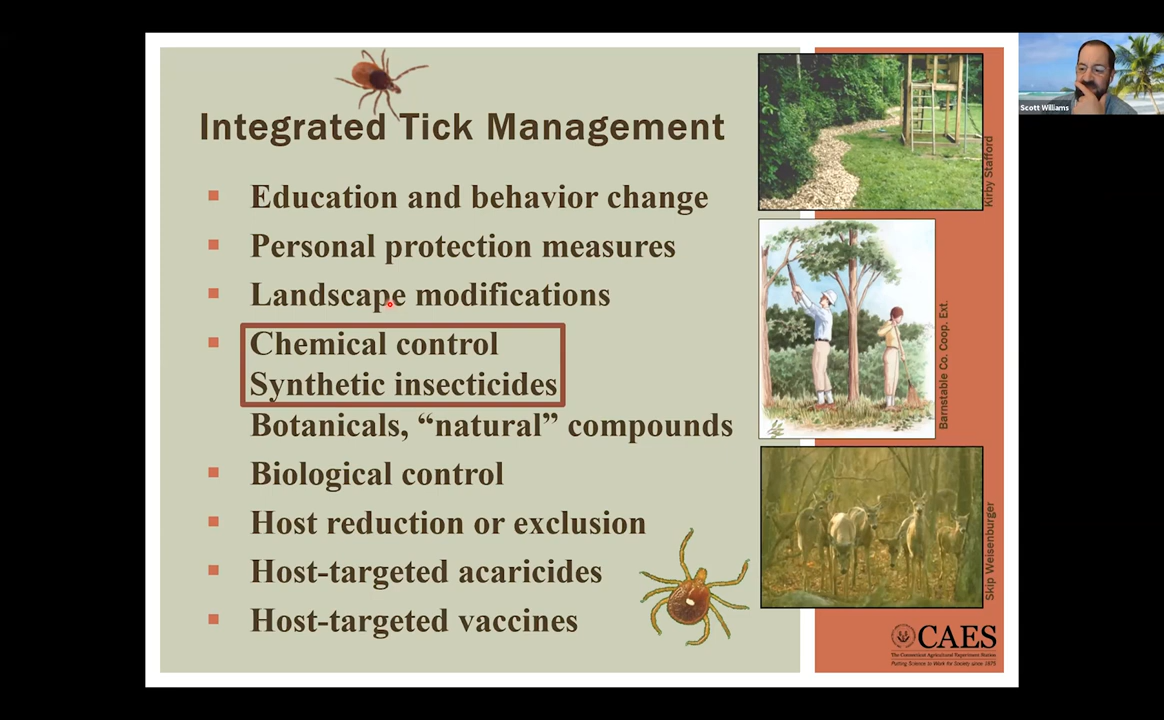 Integrated Tick Management
Education and behavior change
Personal protection measures
Landscape modifications
Chemical control
Synthetic insecticides
Botanicals, “natural” compounds
Biological control
Host reduction or exclusion
Host-targeted acaricides
Host-targeted vaccines
Kirby Stafford
Barnstable Co. Coop. Ext.
Skip Weisenburger
CAES
The Connecticut Agricultural Experiment Station
Putting Science to Work for Society since 1875
Scott Williams